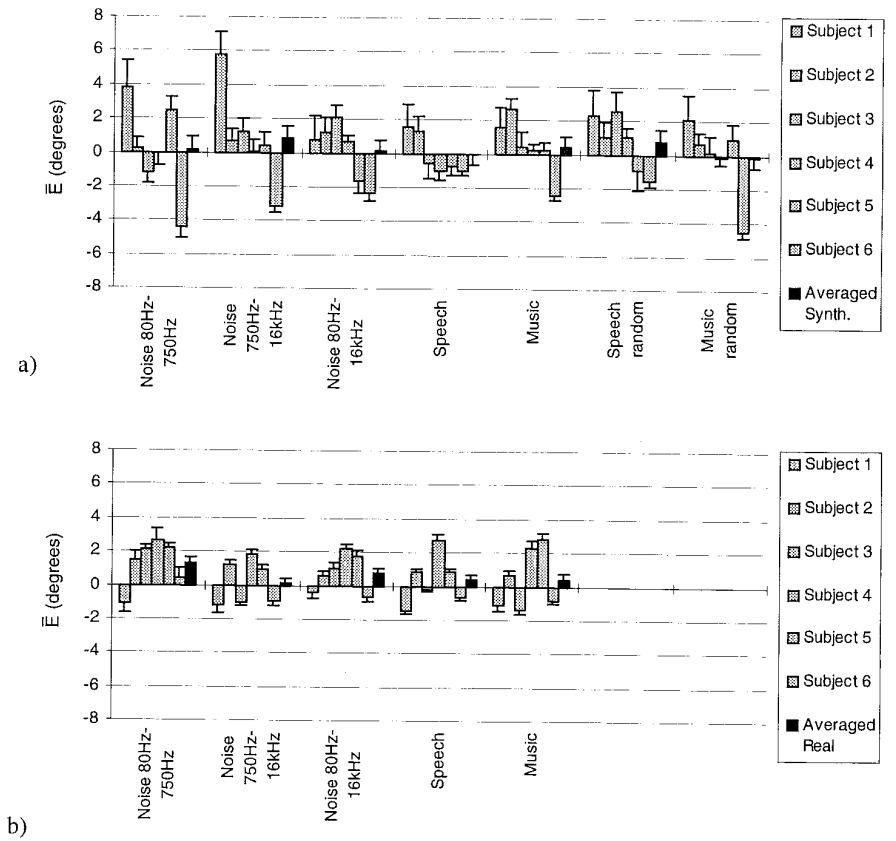 8
6
4
2
0
-2
-4
-6
-8
Ē (degrees)
Noise 80Hz-
750Hz
Noise
750Hz-
16kHz
Noise 80Hz-
16kHz
Speech
Music
Speech
random
Music
random
Subject 1
Subject 2
Subject 3
Subject 4
Subject 5
Subject 6
Averaged
Synth.
a)
8
6
4
2
0
-2
-4
-6
-8
Ē (degrees)
Noise 80Hz-
750Hz
Noise
750Hz-
16kHz
Noise 80Hz-
16kHz
Speech
Music
Subject 1
Subject 2
Subject 3
Subject 4
Subject 5
Subject 6
Averaged
Real
b)